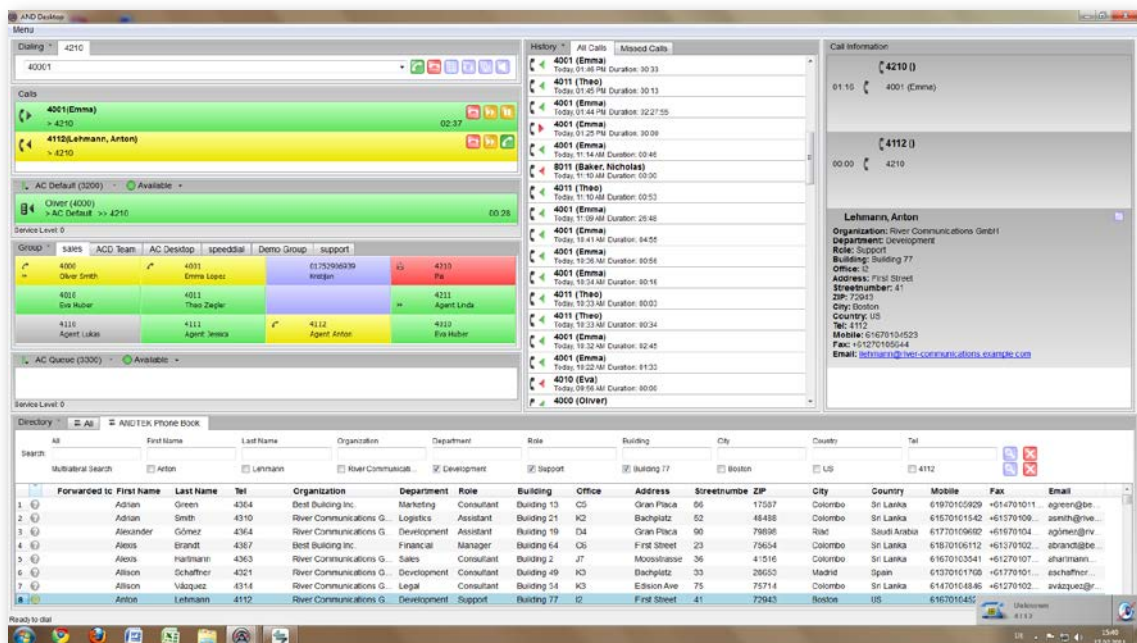 AND Desktop
Menu
Dialing 4210
40001
Calls
4001(Emma)
> 4210
02:37
4112(Lehmann, Anton)
> 4210
AC Default (3200) - Available
Oliver (4000)
> AC Default >> 4210
00:28
Service Level: 0
Group sales ACD Team AC Desktop speeddial Demo Group support
4000 4001 01752906939 4210
Oliver Smith Emma Lopez Kristijan Pia
4010 4011 4211
Eva Huber Theo Ziegler Agent Linda
4110 4111 4112 4310
Agent Lukas Agent Jessica Agent Anton Eva Huber
AC Queue (3300) - Available
Service Level: 0
History All Calls Missed Calls
4001 (Emma)
Today, 01:46 PM Duration: 00:33
4011 (Theo)
Today, 01:45 PM Duration: 00:13
4001 (Emma)
Today, 01:44 PM Duration: 02:27:55
4001 (Emma)
Today, 01:25 PM Duration: 00:00
4001 (Emma)
Today, 11:14 AM Duration: 00:46
8011 (Baker, Nicholas)
Today, 11:10 AM Duration: 00:00
4011 (Theo)
Today, 11:10 AM Duration: 00:53
4001 (Emma)
Today, 11:09 AM Duration: 26:48
4001 (Emma)
Today, 10:41 AM Duration: 04:55
4001 (Emma)
Today, 10:36 AM Duration: 00:56
4001 (Emma)
Today, 10:34 AM Duration: 00:16
4011 (Theo)
Today, 10:33 AM Duration: 00:03
4011 (Theo)
Today, 10:33 AM Duration: 00:34
4001 (Emma)
Today, 10:32 AM Duration: 02:45
4001 (Emma)
Today, 10:22 AM Duration: 01:33
4010 (Eva)
Today, 09:56 AM Duration: 00:00
4000 (Oliver)
Call Information
4210 ()
01:16 4001 (Emma)
4112 ()
00:00 4210
Lehmann, Anton
Organization: River Communications GmbH
Department: Development
Role: Support
Building: Building 77
Office: I2
Address: First Street
Streetnumber: 41
ZIP: 72943
City: Boston
Country: US
Tel: 4112
Mobile: 61670104523
Fax: +61270105644
Email: llehmann@river-communications.example.com
Directory All ANDTEK Phone Book
All First Name Last Name Organization Department Role Building City Country Tel
Search:
Multilateral Search Anton Lehmann River Communicati... Development Support Building 77 Boston US 4112
Forwarded to First Name Last Name Tel Organization Department Role Building Office Address Streetnumbe ZIP City Country Mobile Fax Email
1 Adrian Green 4384 Best Building Inc. Marketing Consultant Building 13 C5 Gran Placa 66 17587 Colombo Sri Lanka 61970105929 +614701011... agreen@be...
2 Adrian Smith 4310 River Communications G... Logistics Assistant Building 21 K2 Bachplatz 52 48488 Colombo Sri Lanka 61570101542 +61370109... asmith@rive...
3 Alexander Gómez 4364 River Communications G... Development Assistant Building 19 D4 Gran Placa 90 79898 Riad Saudi Arabia 61770109692 +61970104... agómez@riv...
4 Alexis Brandt 4387 Best Building Inc. Financial Manager Building 64 C6 First Street 23 75654 Colombo Sri Lanka 61870106112 +61370102... abrandt@be...
5 Alexis Hartmann 4363 River Communications G... Sales Consultant Building 2 J7 Moosstrasse 36 41516 Colombo Sri Lanka 61670103541 +61270107... ahartmann...
6 Allison Schaffner 4321 River Communications G... Development Consultant Building 49 K3 Bachplatz 33 28653 Madrid Spain 61370101768 +61770101... aschaffner...
7 Allison Vázquez 4314 River Communications G... Legal Consultant Building 34 K3 Edision Ave 75 75714 Colombo Sri Lanka 61470104846 +61270102... avázquez@r...
8 Anton Lehmann 4112 River Communications G... Development Support Building 77 I2 First Street 41 72943 Boston US
Unknown
4112
Ready to dial
15:40